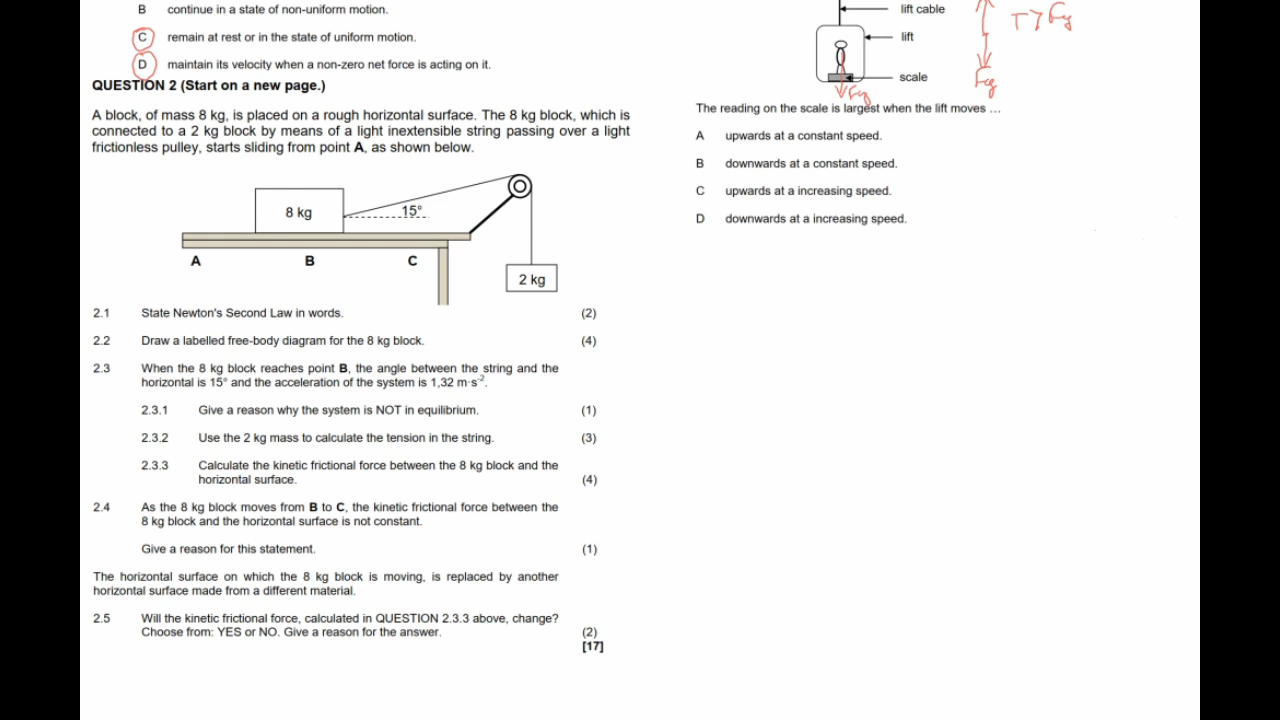 B continue in a state of non-uniform motion.
C remain at rest or in the state of uniform motion.
D maintain its velocity when a non-zero net force is acting on it.
QUESTION 2 (Start on a new page.)
A block, of mass 8 kg, is placed on a rough horizontal surface. The 8 kg block, which is
connected to a 2 kg block by means of a light inextensible string passing over a light
frictionless pulley, starts sliding from point A, as shown below.
8 kg
15°
A B C
2 kg
2.1 State Newton's Second Law in words. (2)
2.2 Draw a labelled free-body diagram for the 8 kg block. (4)
2.3 When the 8 kg block reaches point B, the angle between the string and the
horizontal is 15° and the acceleration of the system is 1,32 m·s⁻².
2.3.1 Give a reason why the system is NOT in equilibrium. (1)
2.3.2 Use the 2 kg mass to calculate the tension in the string. (3)
2.3.3 Calculate the kinetic frictional force between the 8 kg block and the
horizontal surface. (4)
2.4 As the 8 kg block moves from B to C, the kinetic frictional force between the
8 kg block and the horizontal surface is not constant.
Give a reason for this statement. (1)
The horizontal surface on which the 8 kg block is moving, is replaced by another
horizontal surface made from a different material.
2.5 Will the kinetic frictional force, calculated in QUESTION 2.3.3 above, change?
Choose from: YES or NO. Give a reason for the answer. (2)
[17]
lift cable
T > Fg
lift
scale
Fg
Fg
The reading on the scale is largest when the lift moves …
A upwards at a constant speed.
B downwards at a constant speed.
C upwards at a increasing speed.
D downwards at a increasing speed.